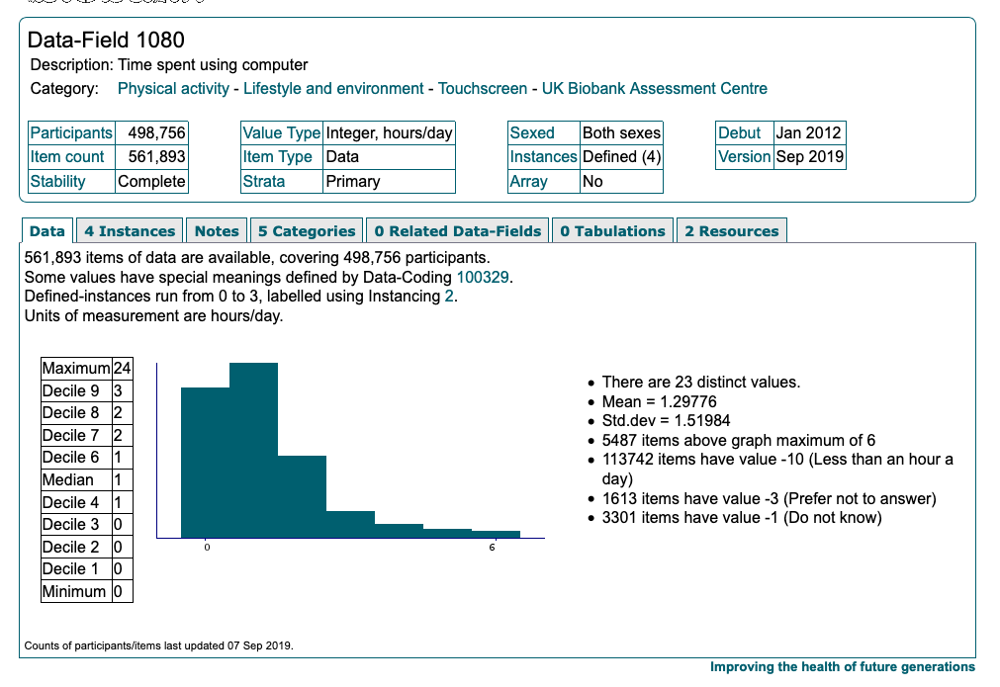 Data-Field 1080
Description: Time spent using computer
Category: Physical activity - Lifestyle and environment - Touchscreen - UK Biobank Assessment Centre
Participants 498,756 Value Type Integer, hours/day Sexed Both sexes Debut Jan 2012
Item count 561,893 Item Type Data Instances Defined (4) Version Sep 2019
Stability Complete Strata Primary Array No
Data 4 Instances Notes 5 Categories 0 Related Data-Fields 0 Tabulations 2 Resources
561,893 items of data are available, covering 498,756 participants.
Some values have special meanings defined by Data-Coding 100329.
Defined-instances run from 0 to 3, labelled using Instancing 2.
Units of measurement are hours/day.
Maximum 24
Decile 9 3
Decile 8 2
Decile 7 2
Decile 6 1
Median 1
Decile 4 1
Decile 3 0
Decile 2 0
Decile 1 0
Minimum 0
0 6
• There are 23 distinct values.
• Mean = 1.29776
• Std.dev = 1.51984
• 5487 items above graph maximum of 6
• 113742 items have value -10 (Less than an hour a
day)
• 1613 items have value -3 (Prefer not to answer)
• 3301 items have value -1 (Do not know)
Counts of participants/items last updated 07 Sep 2019.
Improving the health of future generations